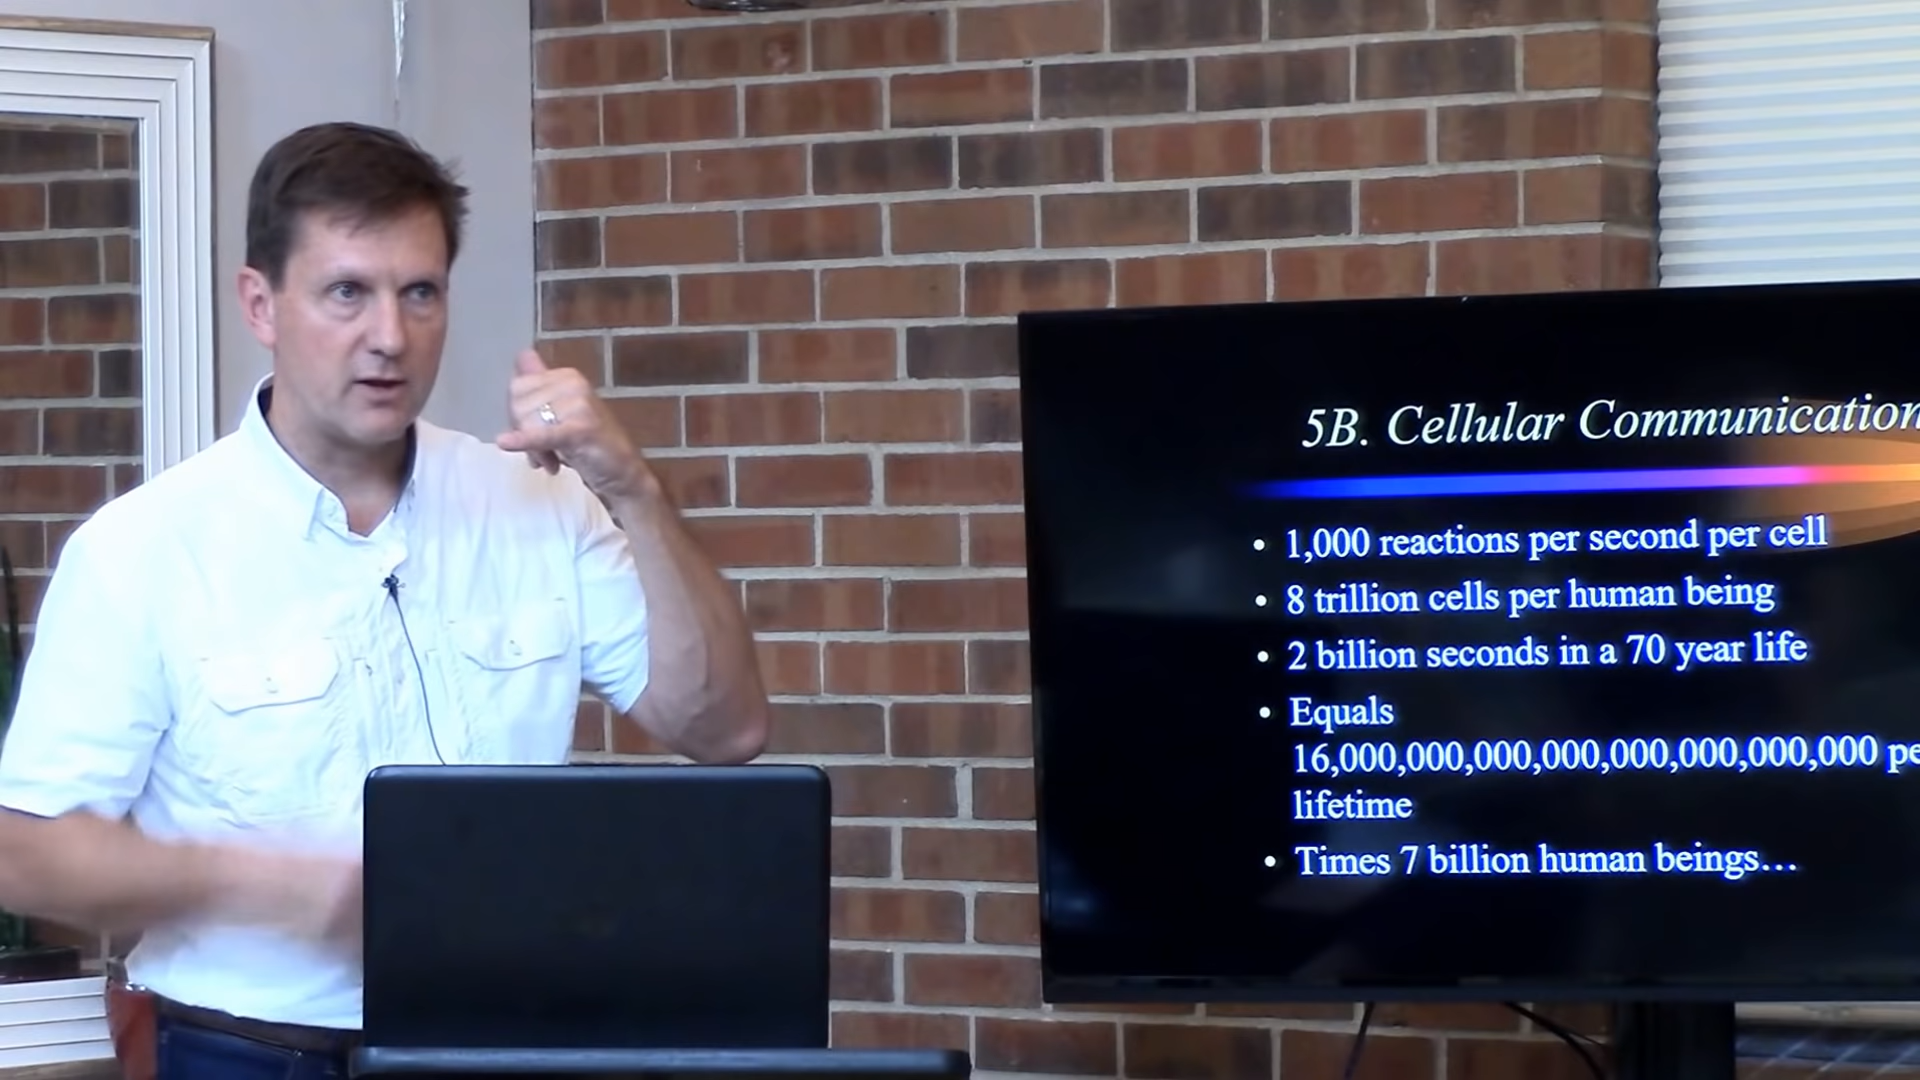 5B. Cellular Communication
• 1,000 reactions per second per cell
• 8 trillion cells per human being
• 2 billion seconds in a 70 year life
• Equals
16,000,000,000,000,000,000,000,000 pe
lifetime
• Times 7 billion human beings…